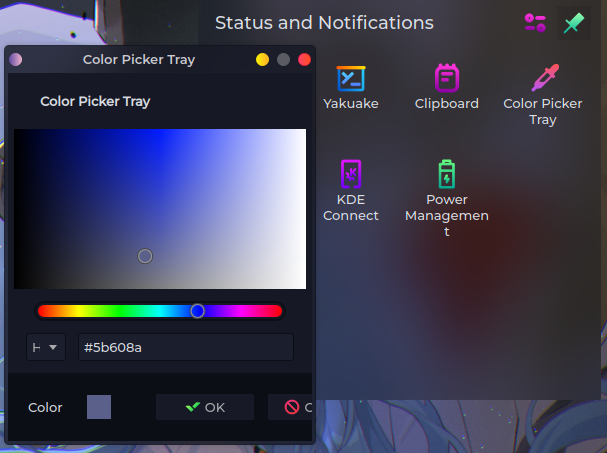 Status and Notifications
Color Picker Tray
Color Picker Tray
Yakuake
Clipboard
Color Picker
Tray
KDE
Connect
Power
Managemen
t
#5b608a
Color
OK